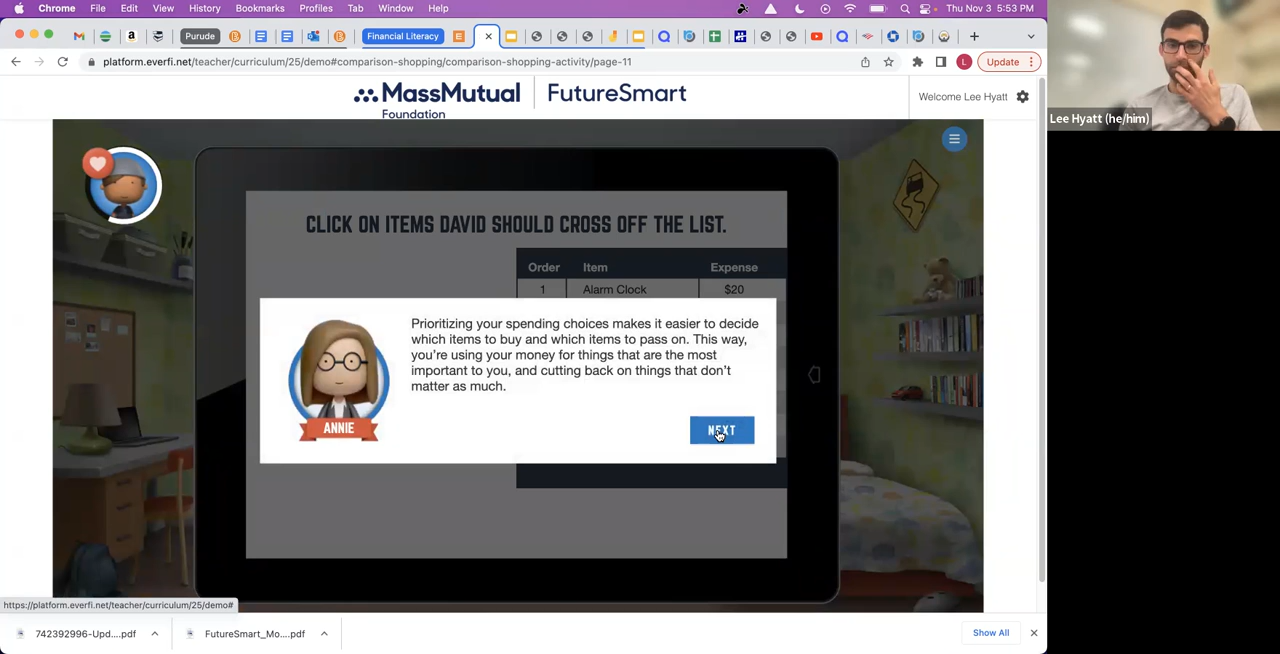 Chrome File Edit View History Bookmarks Profiles Tab Window Help Thu Nov 3 5:53 PM
Purude Financial Literacy
platform.everfi.net/teacher/curriculum/25/demo#comparison-shopping/comparison-shopping-activity/page-11 L Update
MassMutual FutureSmart
Foundation
Welcome Lee Hyatt
Lee Hyatt (he/him)
CLICK ON ITEMS DAVID SHOULD CROSS OFF THE LIST.
Order Item Expense
1 Alarm Clock $20
Prioritizing your spending choices makes it easier to decide
which items to buy and which items to pass on. This way,
you're using your money for things that are the most
important to you, and cutting back on things that don't
matter as much.
ANNIE
NEXT
https://platform.everfi.net/teacher/curriculum/25/demo#
742392996-Upd....pdf FutureSmart_Mo....pdf Show All